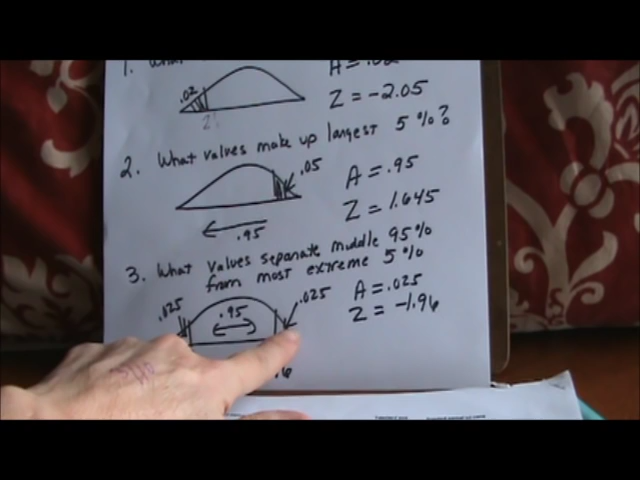 1. What
A = .02
.02
Z = -2.05
2. What values make up largest 5%?
.05
A = .95
Z = 1.645
.95
3. What values separate middle 95%
from most extreme 5%
.025
.95
.025
A = .025
Z = -1.96